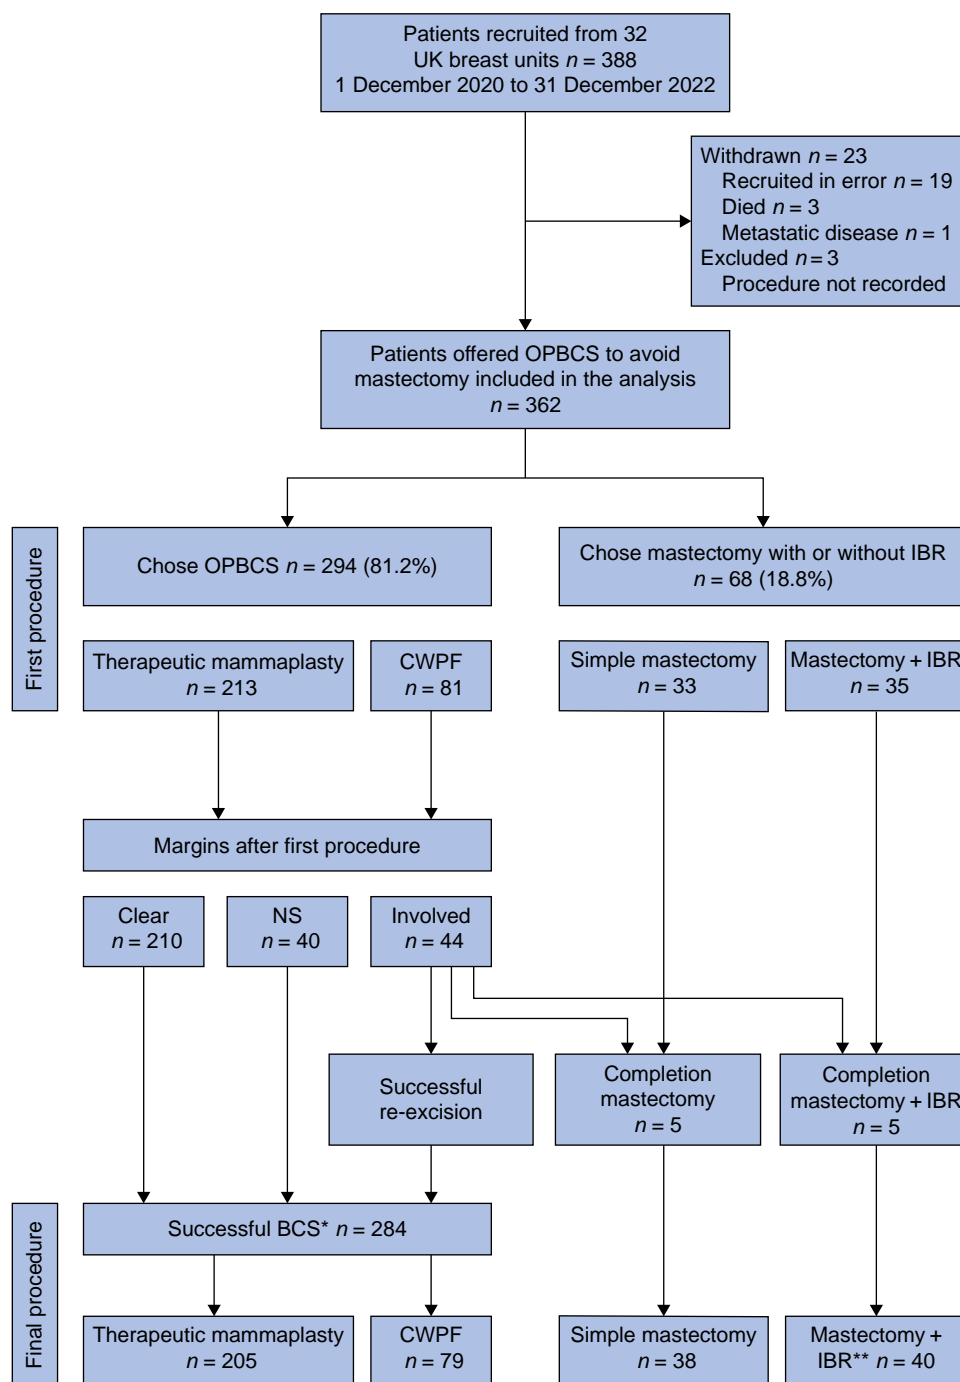 Patients recruited from 32
UK breast units n = 388
1 December 2020 to 31 December 2022
Withdrawn n = 23
Recruited in error n = 19
Died n = 3
Metastatic disease n = 1
Excluded n = 3
Procedure not recorded
Patients offered OPBCS to avoid
mastectomy included in the analysis
n = 362
First procedure
Chose OPBCS n = 294 (81.2%)
Chose mastectomy with or without IBR
n = 68 (18.8%)
Therapeutic mammaplasty
n = 213
CWPF
n = 81
Simple mastectomy
n = 33
Mastectomy + IBR
n = 35
Margins after first procedure
Clear
n = 210
NS
n = 40
Involved
n = 44
Successful
re-excision
Completion
mastectomy
n = 5
Completion
mastectomy + IBR
n = 5
Final procedure
Successful BCS* n = 284
Therapeutic mammaplasty
n = 205
CWPF
n = 79
Simple mastectomy
n = 38
Mastectomy +
IBR** n = 40